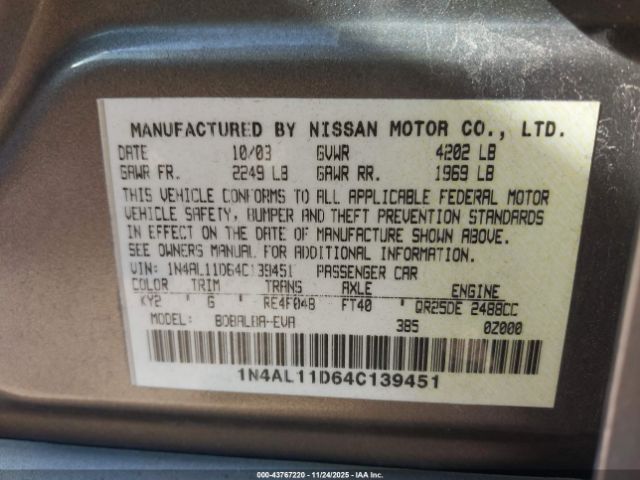 MANUFACTURED BY NISSAN MOTOR CO., LTD.
DATE 10/03 GVWR 4202 LB
GAWR FR. 2249 LB GAWR RR. 1969 LB
THIS VEHICLE CONFORMS TO ALL APPLICABLE FEDERAL MOTOR
VEHICLE SAFETY, BUMPER AND THEFT PREVENTION STANDARDS
IN EFFECT ON THE DATE OF MANUFACTURE SHOWN ABOVE.
SEE OWNERS MANUAL FOR ADDITIONAL INFORMATION.
VIN: 1N4AL11D64C139451 PASSENGER CAR
COLOR TRIM TRANS AXLE ENGINE
KY2 G RE4F04B FT40 QR25DE 2488CC
MODEL: BDBALBA-EVA 3B5 0Z000
1N4AL11D64C139451
000-43767220 - 11/24/2025 - IAA, Inc.